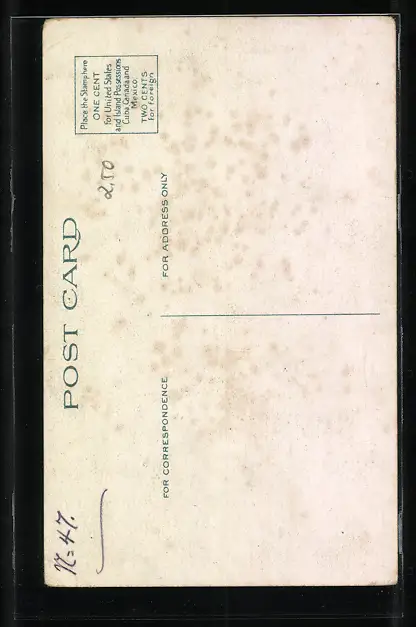 Place the Stamp here
ONE CENT
for United States
and Island Possessions
Cuba Canada and
Mexico.
TWO CENTS
for foreign
2,50
POST CARD
FOR CORRESPONDENCE
FOR ADDRESS ONLY
N=47.